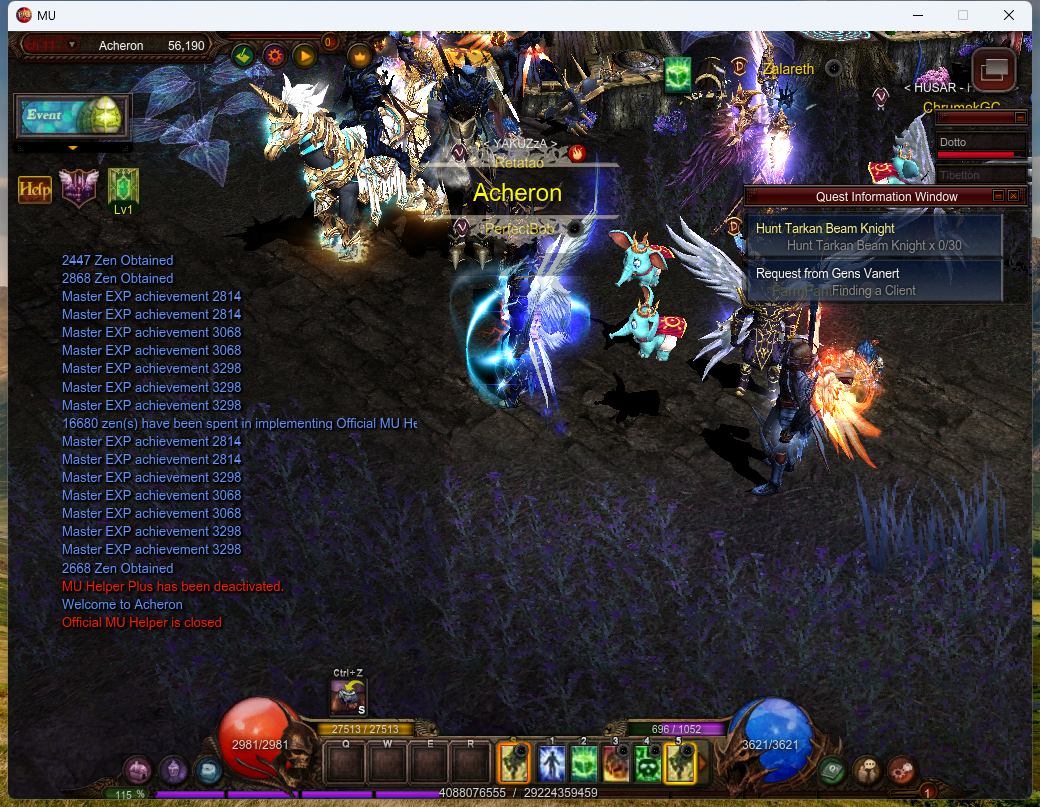 MU
Acheron 56,190
0
Zalareth
< HUSAR -
ChrumekGC
Event
Dotto
Tibetton
< YAKUZzA >
Retatao
Help
Lv1
Acheron
PerfectBob
Quest Information Window
Hunt Tarkan Beam Knight
Hunt Tarkan Beam Knight x 0/30
Request from Gens Vanert
Finding a Client
2447 Zen Obtained
2868 Zen Obtained
Master EXP achievement 2814
Master EXP achievement 2814
Master EXP achievement 3068
Master EXP achievement 3068
Master EXP achievement 3298
Master EXP achievement 3298
Master EXP achievement 3298
16680 zen(s) have been spent in implementing Official MU He
Master EXP achievement 2814
Master EXP achievement 2814
Master EXP achievement 3298
Master EXP achievement 3068
Master EXP achievement 3068
Master EXP achievement 3298
Master EXP achievement 3298
2668 Zen Obtained
MU Helper Plus has been deactivated.
Welcome to Acheron
Official MU Helper is closed
Ctrl+Z
S
27513 / 27513
696 / 1052
2981/2981
Q W E R
1 2 3 4 5
3621/3621
115 %
4088076555 / 29224359459
1